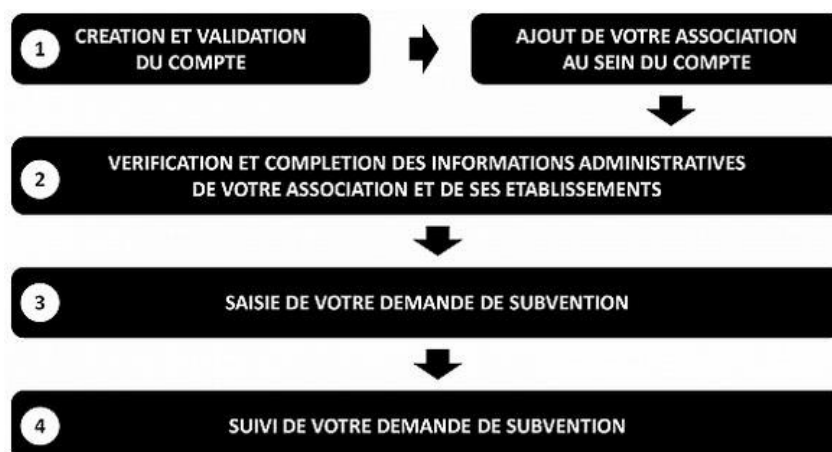 1
CREATION ET VALIDATION
DU COMPTE
AJOUT DE VOTRE ASSOCIATION
AU SEIN DU COMPTE
2
VERIFICATION ET COMPLETION DES INFORMATIONS ADMINISTRATIVES
DE VOTRE ASSOCIATION ET DE SES ETABLISSEMENTS
3
SAISIE DE VOTRE DEMANDE DE SUBVENTION
4
SUIVI DE VOTRE DEMANDE DE SUBVENTION